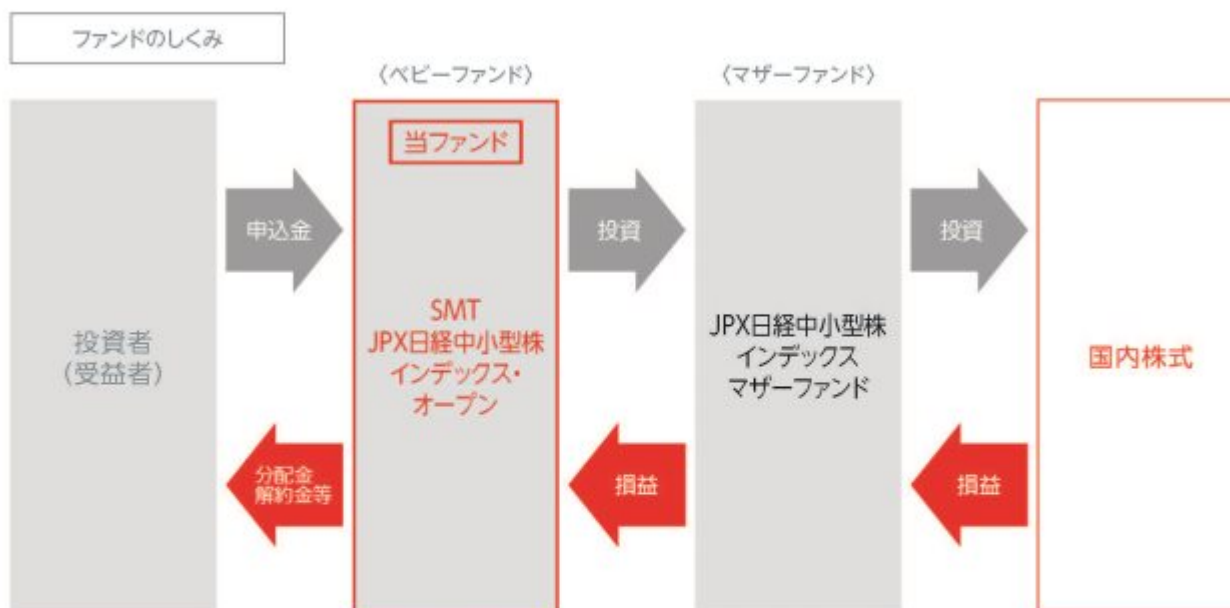 ファンドのしくみ
〈ベビーファンド〉
〈マザーファンド〉
当ファンド
申込金
投資
投資
投資者
(受益者)
SMT
JPX日経中小型株
インデックス・
オープン
JPX日経中小型株
インデックス
マザーファンド
国内株式
分配金
解約金等
損益
損益